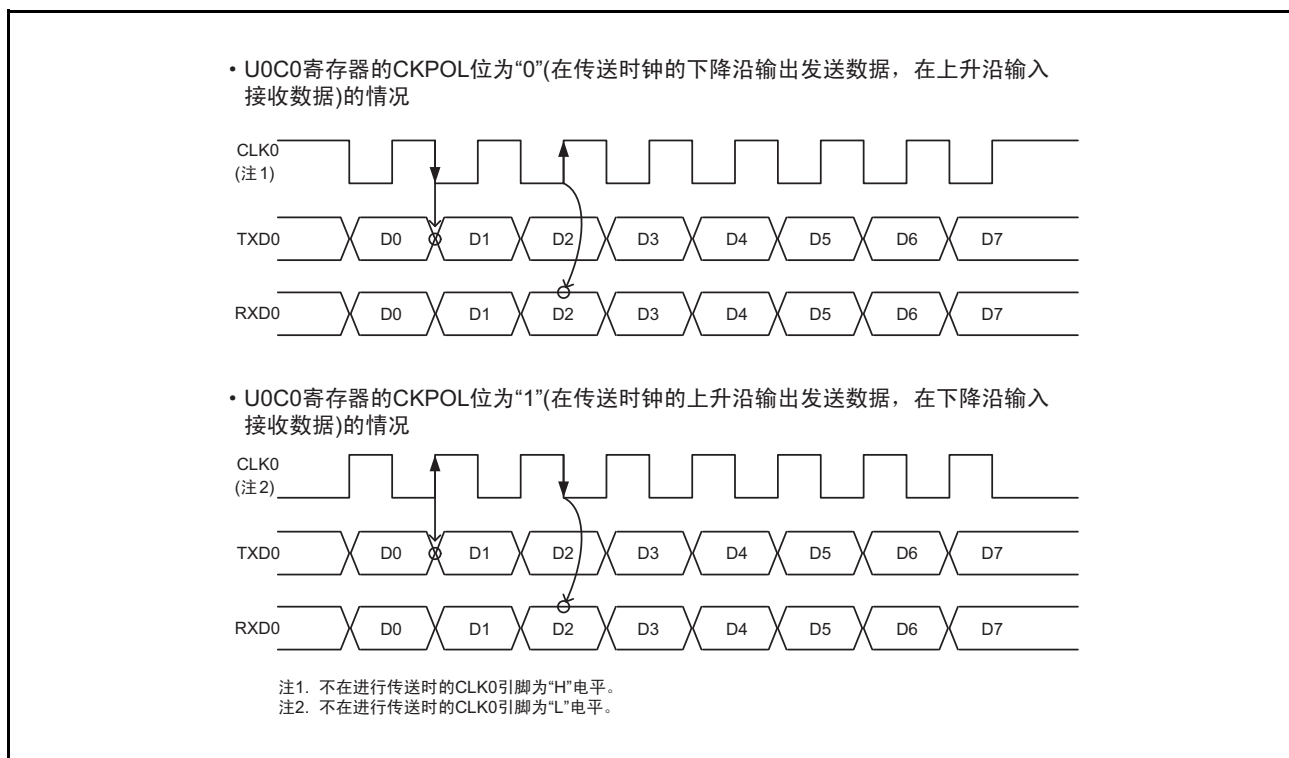 • U0C0寄存器的CKPOL位为“0”(在传送时钟的下降沿输出发送数据，在上升沿输入
接收数据)的情况
CLK0
(注1)
TXD0 D0 D1 D2 D3 D4 D5 D6 D7
RXD0 D0 D1 D2 D3 D4 D5 D6 D7
• U0C0寄存器的CKPOL位为“1”(在传送时钟的上升沿输出发送数据，在下降沿输入
接收数据)的情况
CLK0
(注2)
TXD0 D0 D1 D2 D3 D4 D5 D6 D7
RXD0 D0 D1 D2 D3 D4 D5 D6 D7
注1. 不在进行传送时的CLK0引脚为“H”电平。
注2. 不在进行传送时的CLK0引脚为“L”电平。